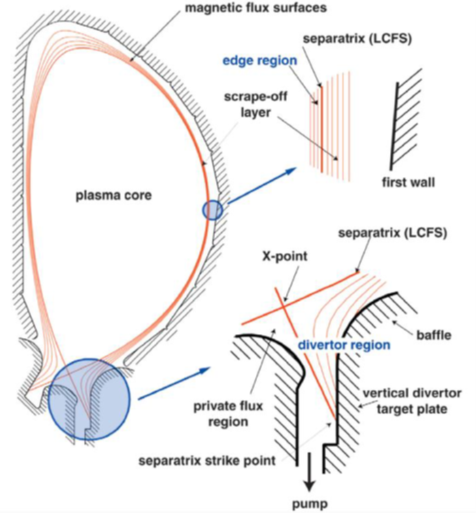 magnetic flux surfaces
separatrix (LCFS)
edge region
scrape-off
layer
plasma core
first wall
separatrix (LCFS)
X-point
baffle
divertor region
vertical divertor
target plate
private flux
region
separatrix strike point
pump